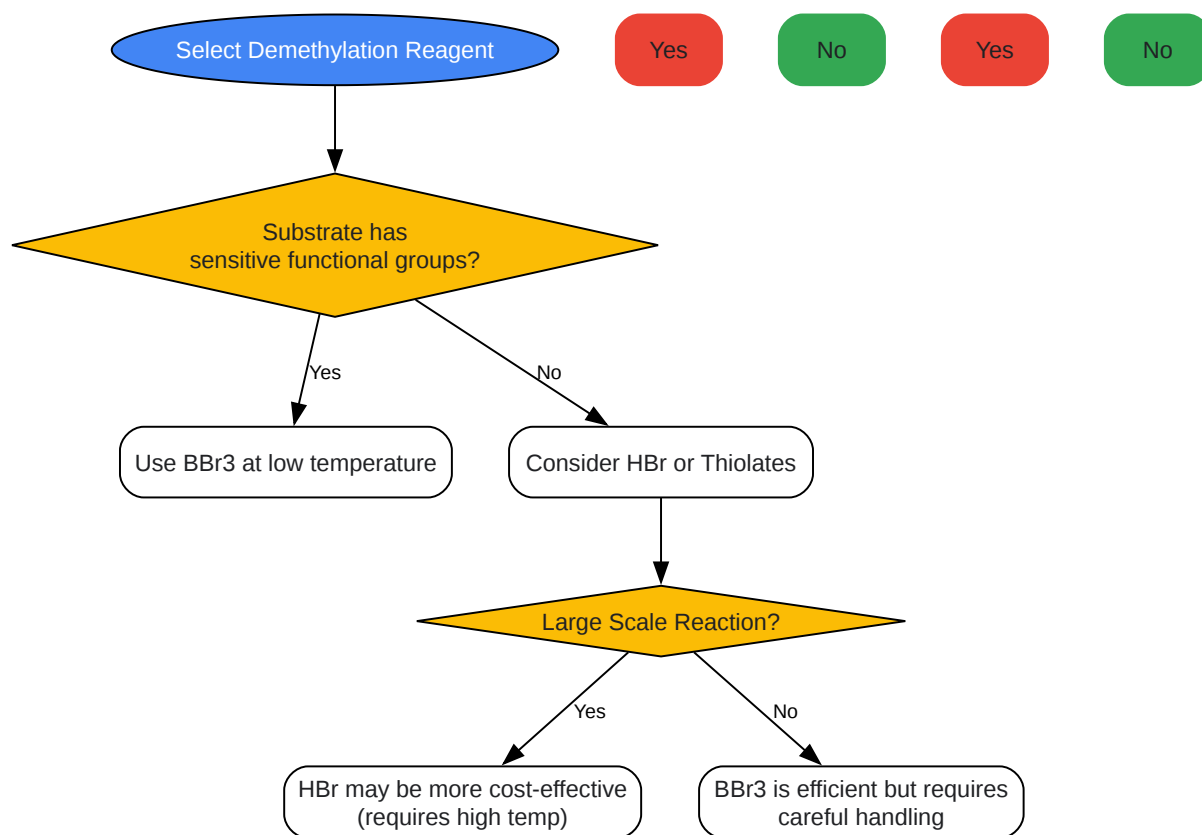 Select Demethylation Reagent
Yes
No
Yes
No
Substrate has
sensitive functional groups?
Yes
No
Use BBr3 at low temperature
Consider HBr or Thiolates
Large Scale Reaction?
Yes
No
HBr may be more cost-effective
(requires high temp)
BBr3 is efficient but requires
careful handling